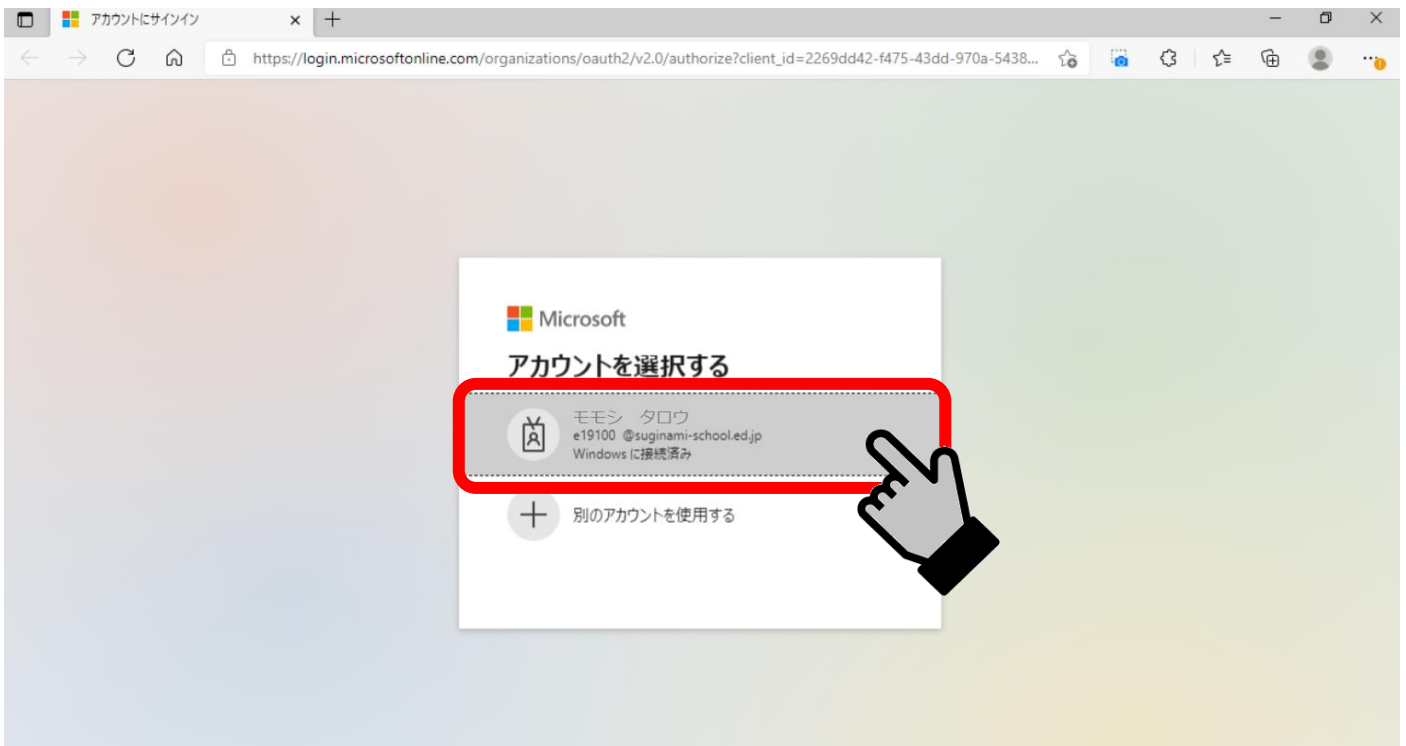 アカウントにサインイン
https://login.microsoftonline.com/organizations/oauth2/v2.0/authorize?client_id=2269dd42-f475-43dd-970a-5438...
Microsoft
アカウントを選択する
モモシ　タロウ
e19100 @suginami-school.ed.jp
Windows に接続済み
別のアカウントを使用する